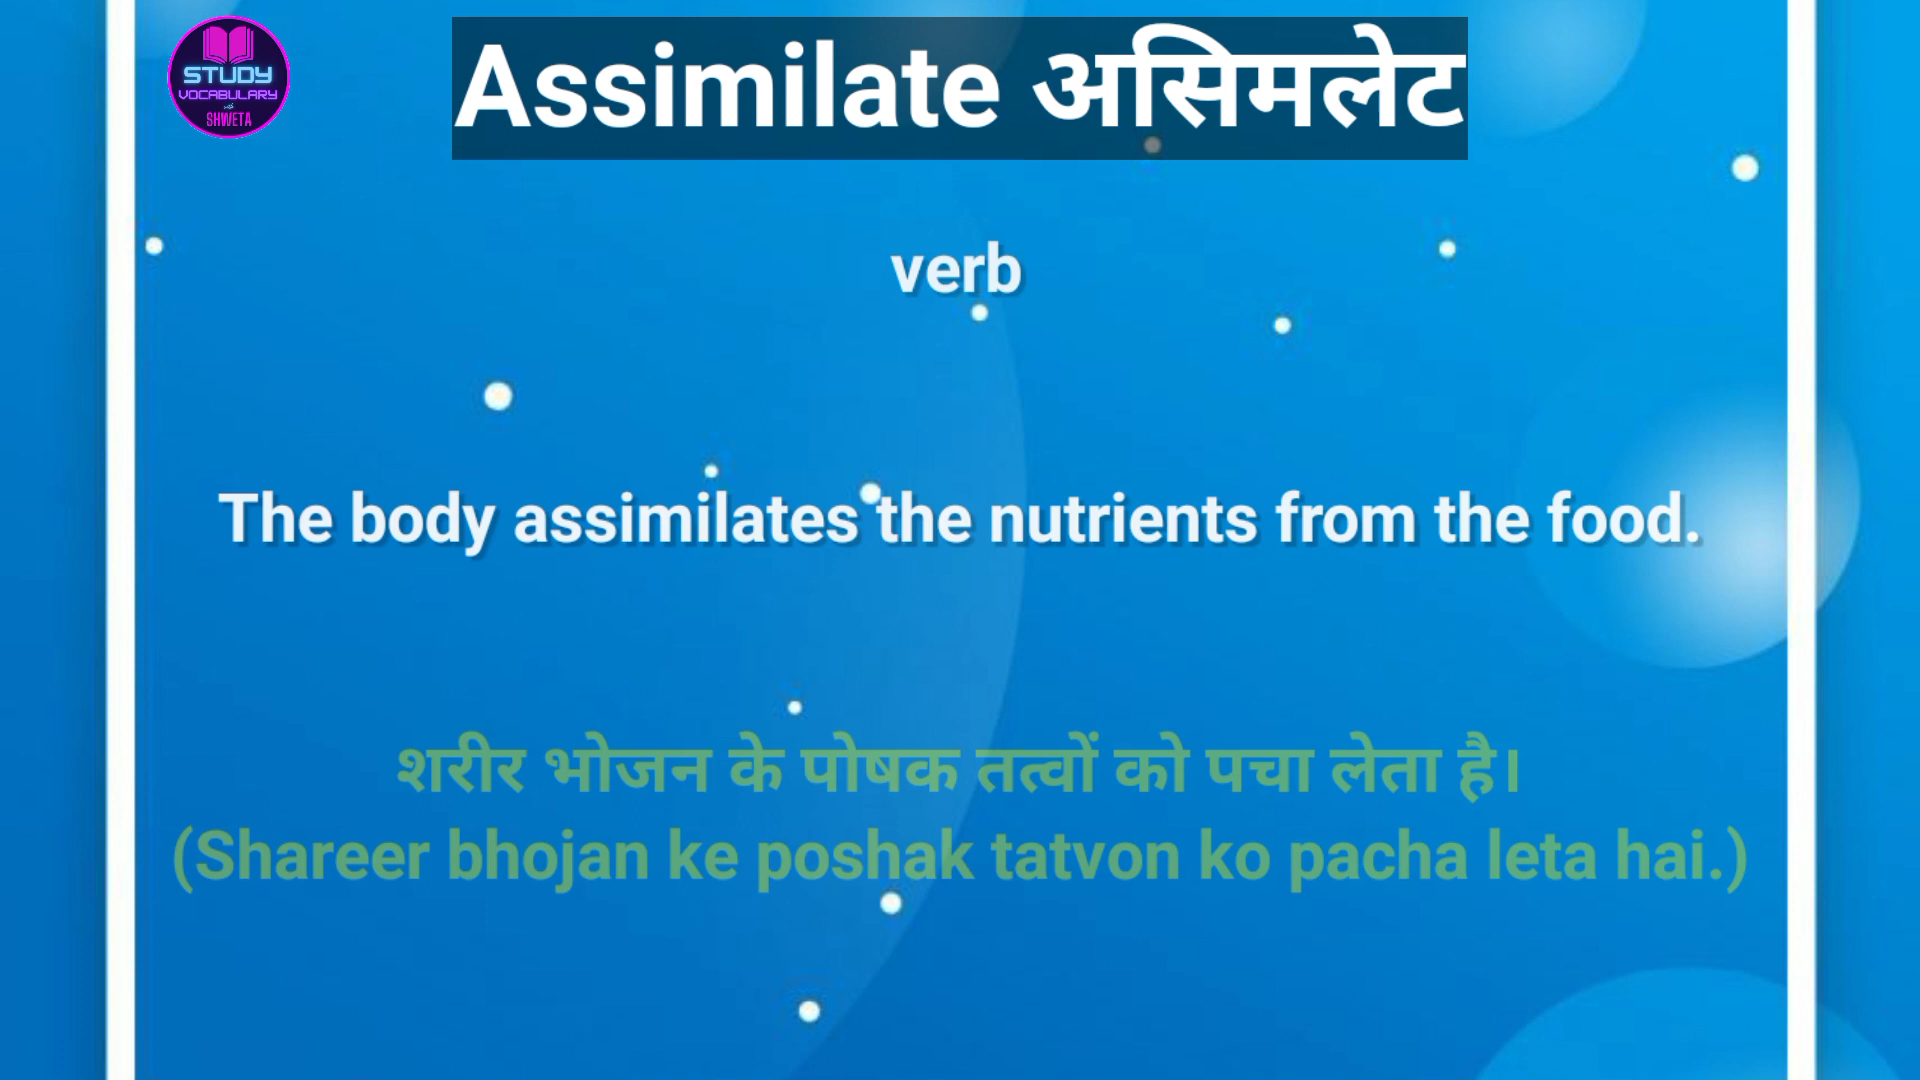 STUDY
VOCABULARY
with
SHWETA
Assimilate असिमलेट
verb
The body assimilates the nutrients from the food.
शरीर भोजन के पोषक तत्वों को पचा लेता है।
(Shareer bhojan ke poshak tatvon ko pacha leta hai.)